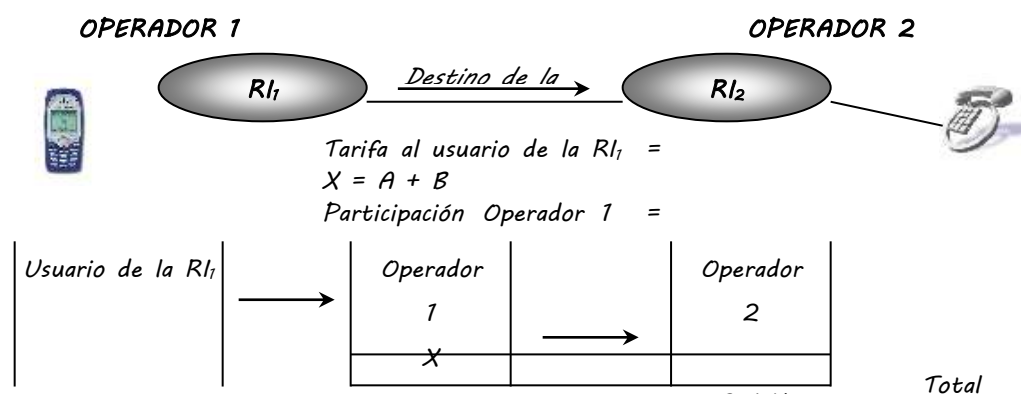 OPERADOR 1
OPERADOR 2
RI₁
Destino de la
RI₂
Tarifa al usuario de la RI₁ =
X = A + B
Participación Operador 1 =
Usuario de la RI₁
Operador
1
X
Operador
2
Total